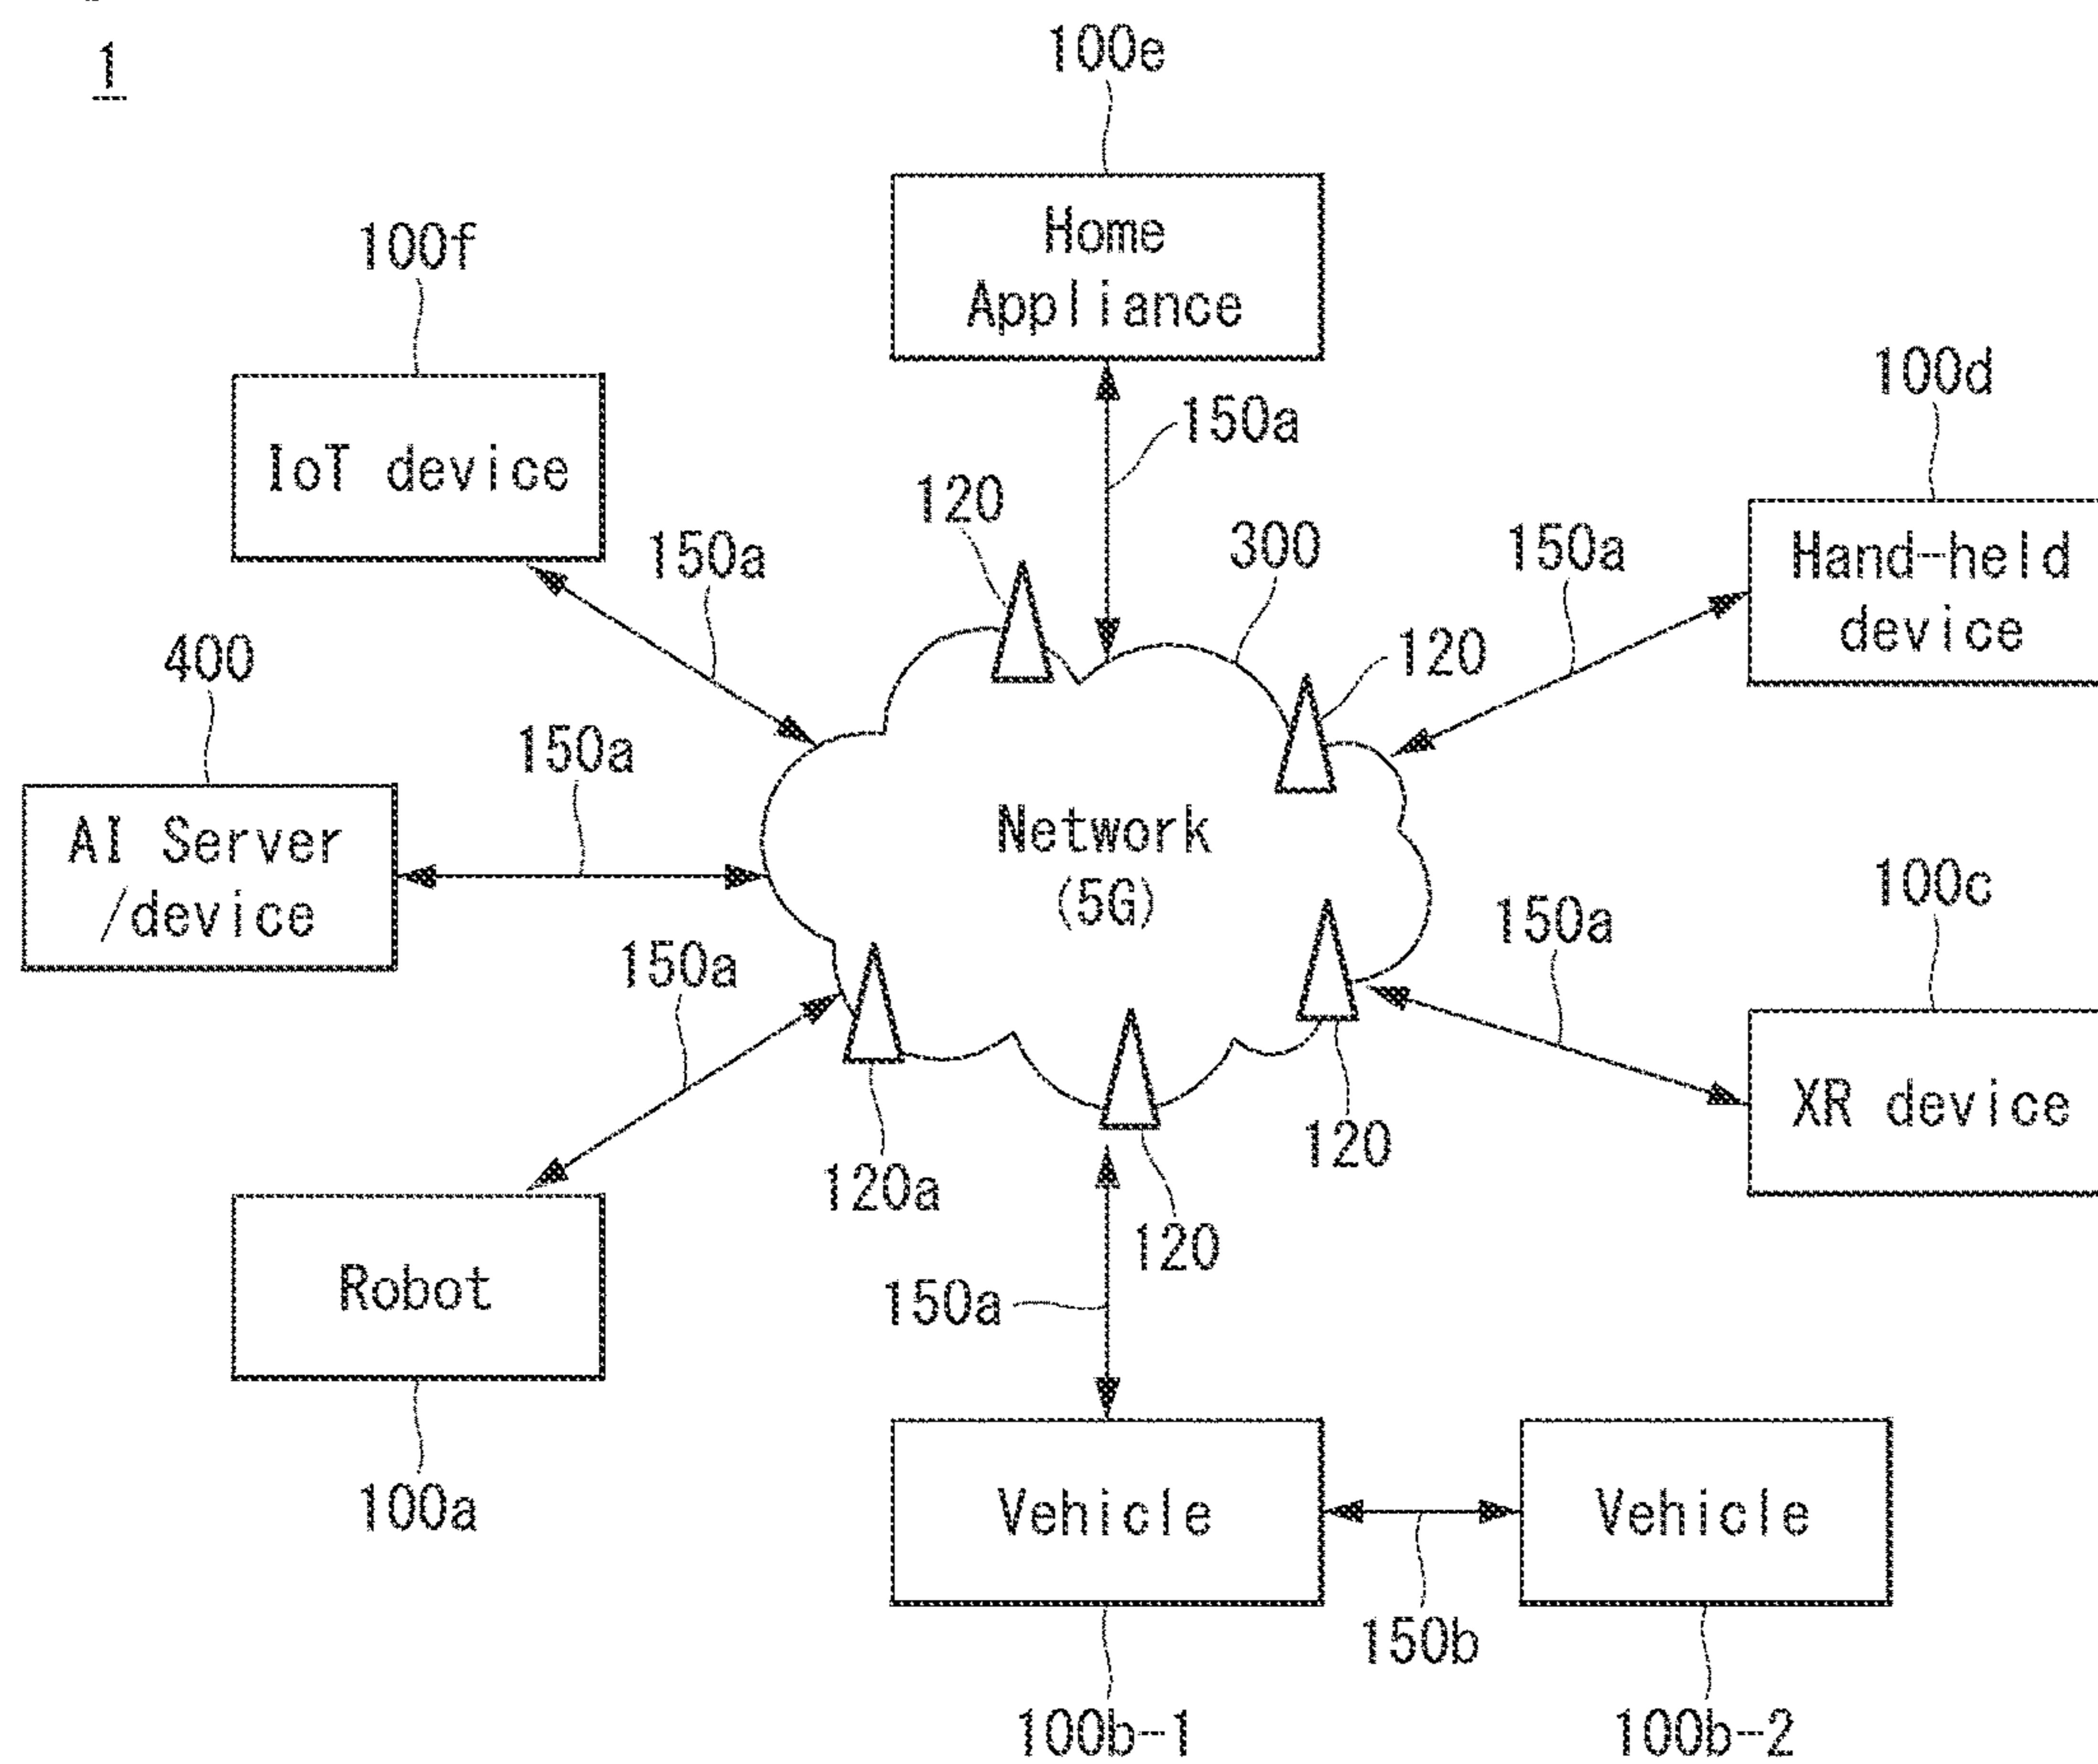 1
100e
Home
Appliance
100f
IoT device
150a
100d
Hand-held
device
120
300
150a
150a
120
400
AI Server
/device
150a
Network
(5G)
100c
XR device
150a
150a
120a
120
120
Robot
100a
150a
Vehicle
Vehicle
150b
100b-1
100b-2